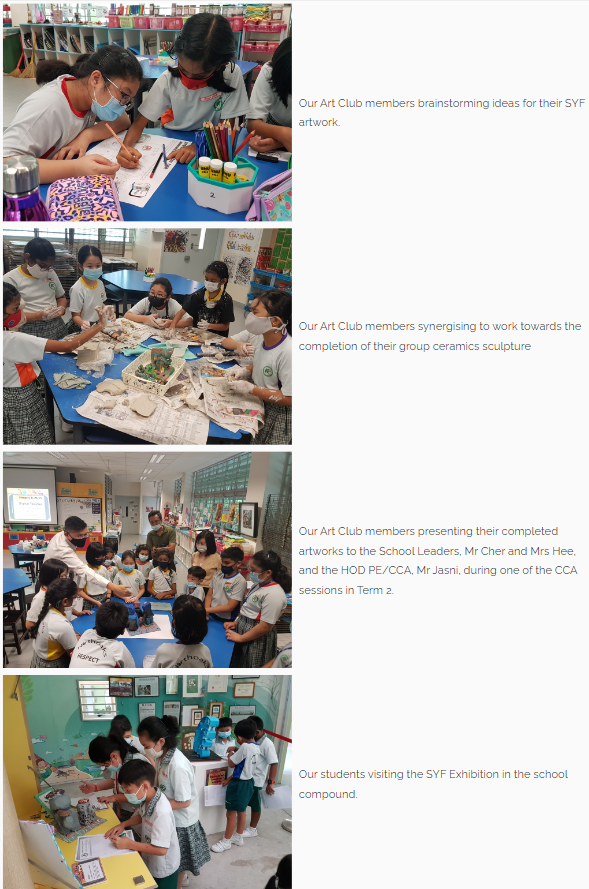 2
Our Art Club members brainstorming ideas for their SYF
artwork.
Our Art Club members synergising to work towards the
completion of their group ceramics sculpture
RESPECT
Our Art Club members presenting their completed
artworks to the School Leaders, Mr Cher and Mrs Hee,
and the HOD PE/CCA, Mr Jasni, during one of the CCA
sessions in Term 2.
Our students visiting the SYF Exhibition in the school
compound.